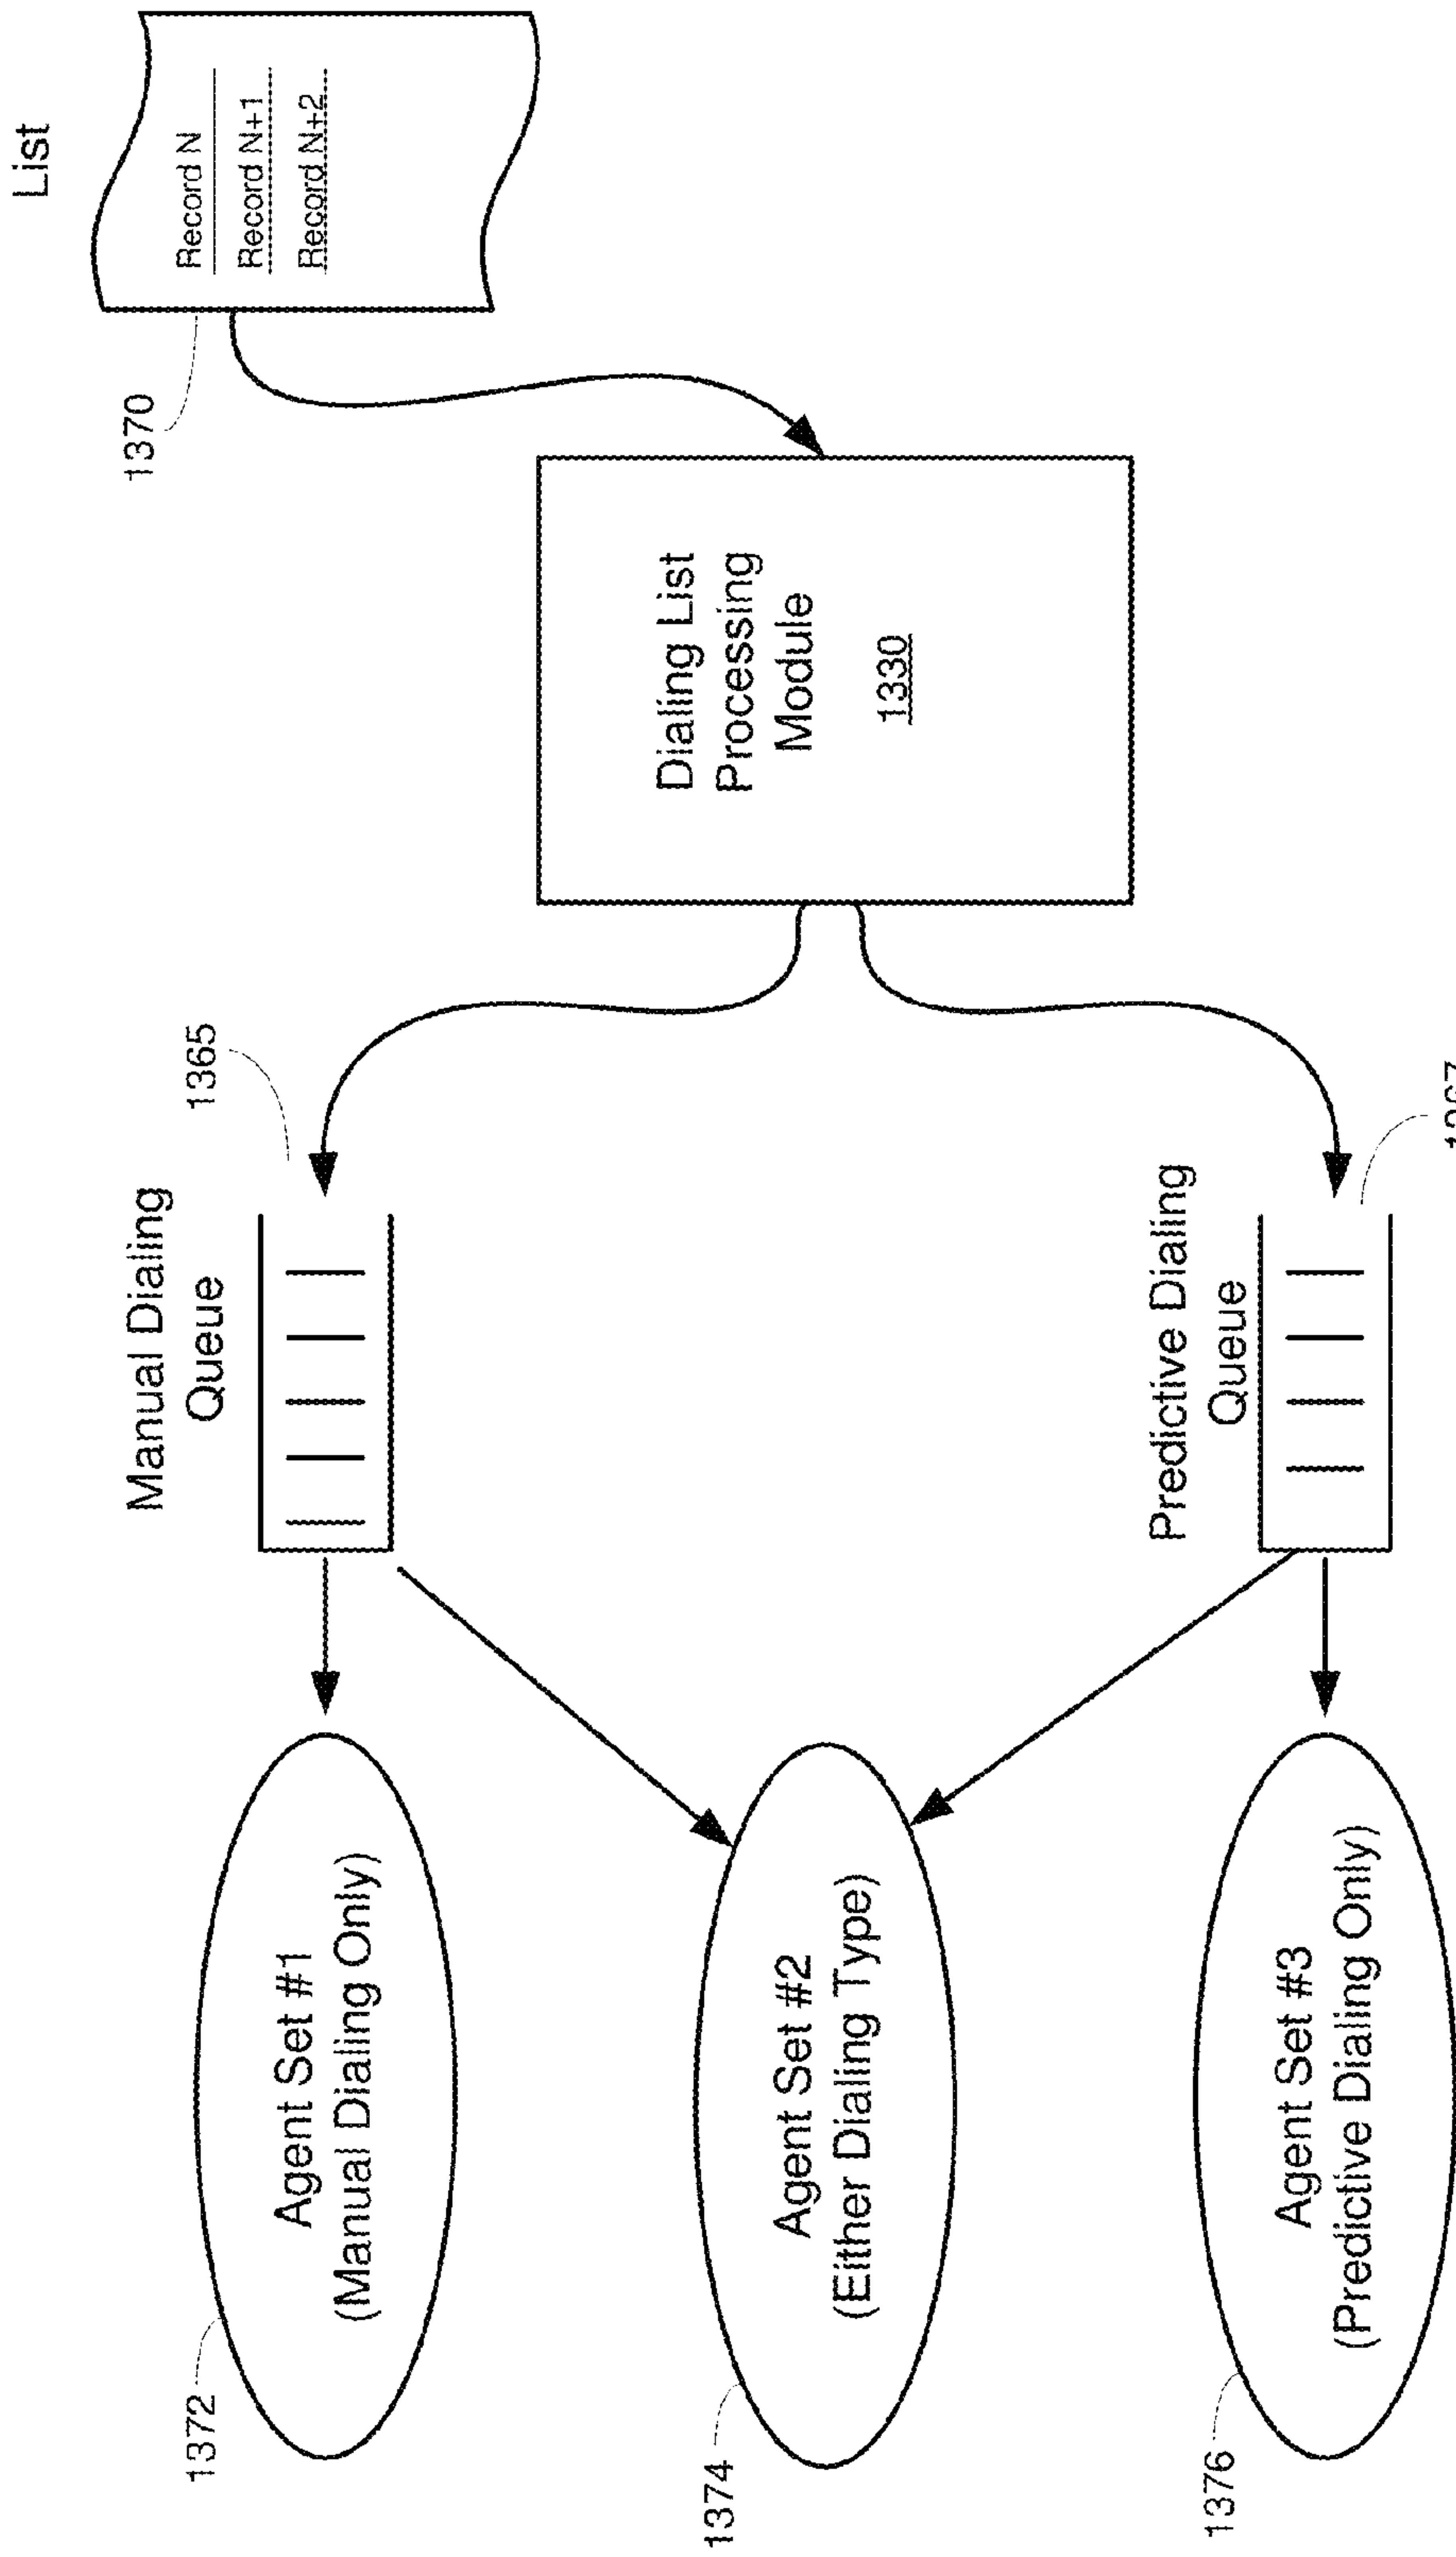 List
Record N
Record N+1
Record N+2
1370
Dialing List
Processing
Module
1330
1365
Manual Dialing
Queue
Predictive Dialing
Queue
1372
Agent Set #1
(Manual Dialing Only)
1374
Agent Set #2
(Either Dialing Type)
1376
Agent Set #3
(Predictive Dialing Only)